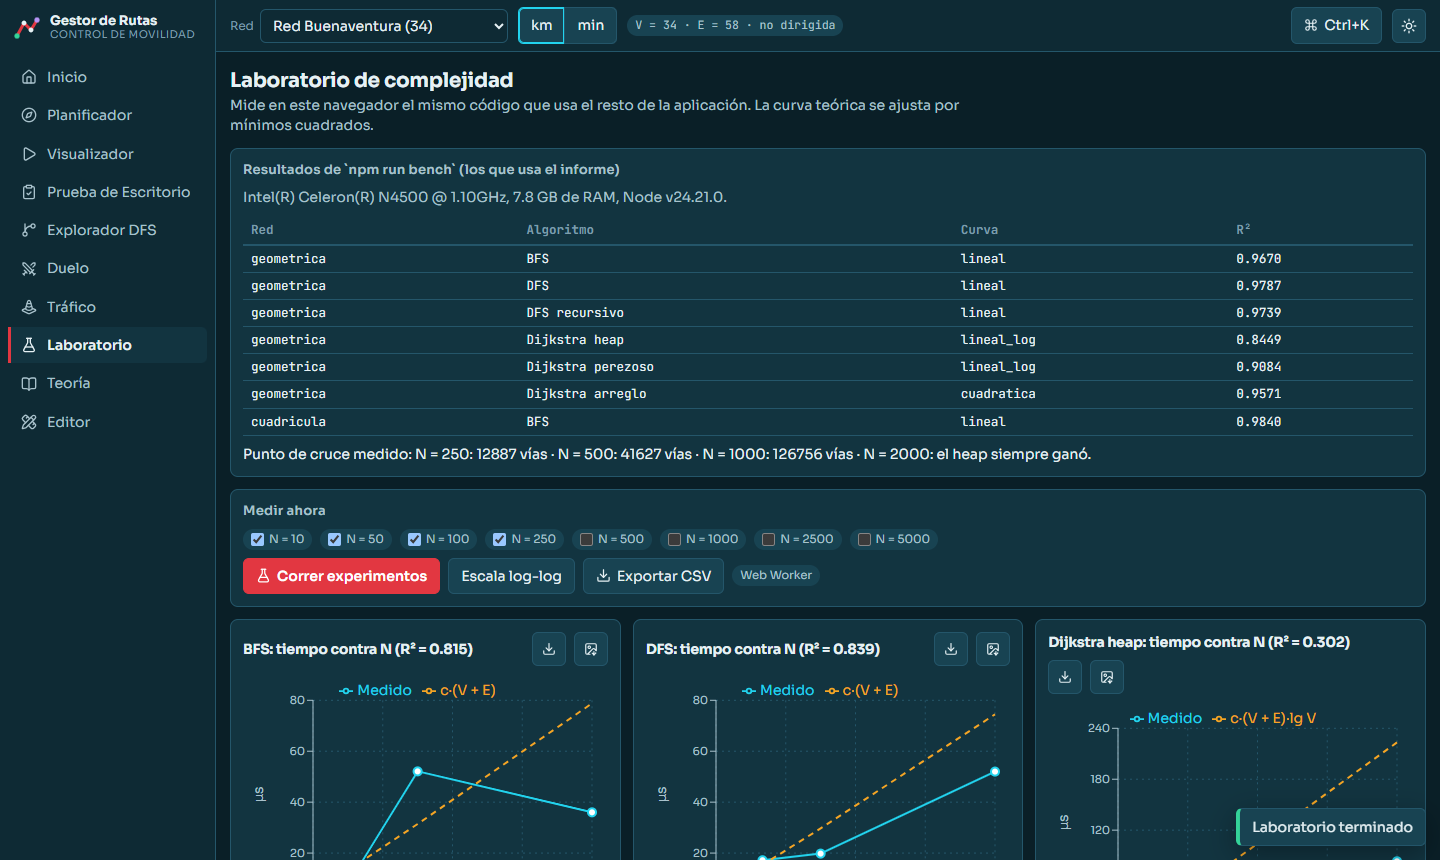 Gestor de Rutas
CONTROL DE MOVILIDAD
Inicio
Planificador
Visualizador
Prueba de Escritorio
Explorador DFS
Duelo
Tráfico
Laboratorio
Teoría
Editor
Red Red Buenaventura (34) km min V = 34 · E = 58 · no dirigida ⌘ Ctrl+K
Laboratorio de complejidad
Mide en este navegador el mismo código que usa el resto de la aplicación. La curva teórica se ajusta por
mínimos cuadrados.
Resultados de `npm run bench` (los que usa el informe)
Intel(R) Celeron(R) N4500 @ 1.10GHz, 7.8 GB de RAM, Node v24.21.0.
Red Algoritmo Curva R²
geometrica BFS lineal 0.9670
geometrica DFS lineal 0.9787
geometrica DFS recursivo lineal 0.9739
geometrica Dijkstra heap lineal_log 0.8449
geometrica Dijkstra perezoso lineal_log 0.9084
geometrica Dijkstra arreglo cuadratica 0.9571
cuadricula BFS lineal 0.9840
Punto de cruce medido: N = 250: 12887 vías · N = 500: 41627 vías · N = 1000: 126756 vías · N = 2000: el heap siempre ganó.
Medir ahora
N = 10 N = 50 N = 100 N = 250 N = 500 N = 1000 N = 2500 N = 5000
Correr experimentos Escala log-log Exportar CSV Web Worker
BFS: tiempo contra N (R² = 0.815)
Medido c·(V + E)
80
60
40
20
µs
DFS: tiempo contra N (R² = 0.839)
Medido c·(V + E)
80
60
40
20
µs
Dijkstra heap: tiempo contra N (R² = 0.302)
Medido c·(V + E)·lg V
240
180
120
µs
Laboratorio terminado